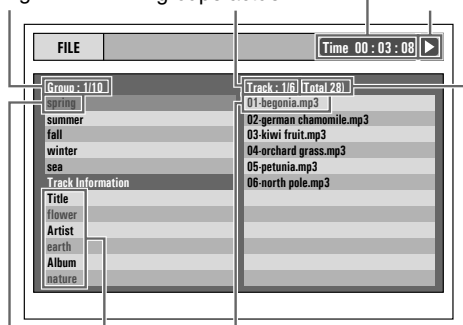 FILE
Time 00 : 03 : 08
Group : 1/10
spring
summer
fall
winter
sea
Track Information
Title
flower
Artist
earth
Album
nature
Track : 1/6 (Total 28)
01-begonia.mp3
02-german chamomile.mp3
03-kiwi fruit.mp3
04-orchard grass.mp3
05-petunia.mp3
06-north pole.mp3